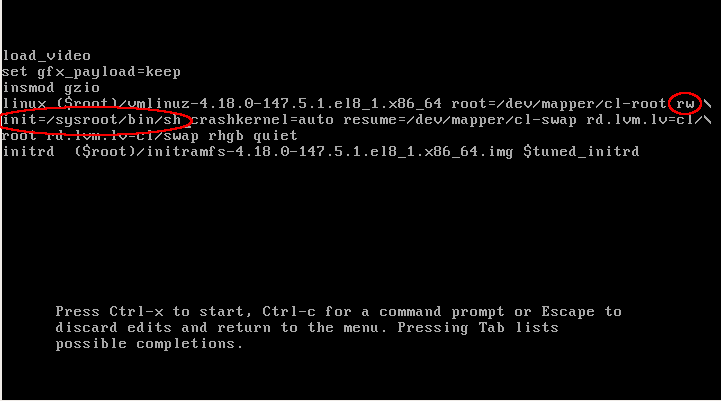 load_video
set gfx_payload=keep
insmod gzio
linux ($root)/vmlinuz-4.18.0-147.5.1.el8_1.x86_64 root=/dev/mapper/cl-root rw \
init=/sysroot/bin/sh crashkernel=auto resume=/dev/mapper/cl-swap rd.lvm.lv=cl/\
root rd.lvm.lv=cl/swap rhgb quiet
initrd  ($root)/initramfs-4.18.0-147.5.1.el8_1.x86_64.img $tuned_initrd
Press Ctrl-x to start, Ctrl-c for a command prompt or Escape to
discard edits and return to the menu. Pressing Tab lists
possible completions.